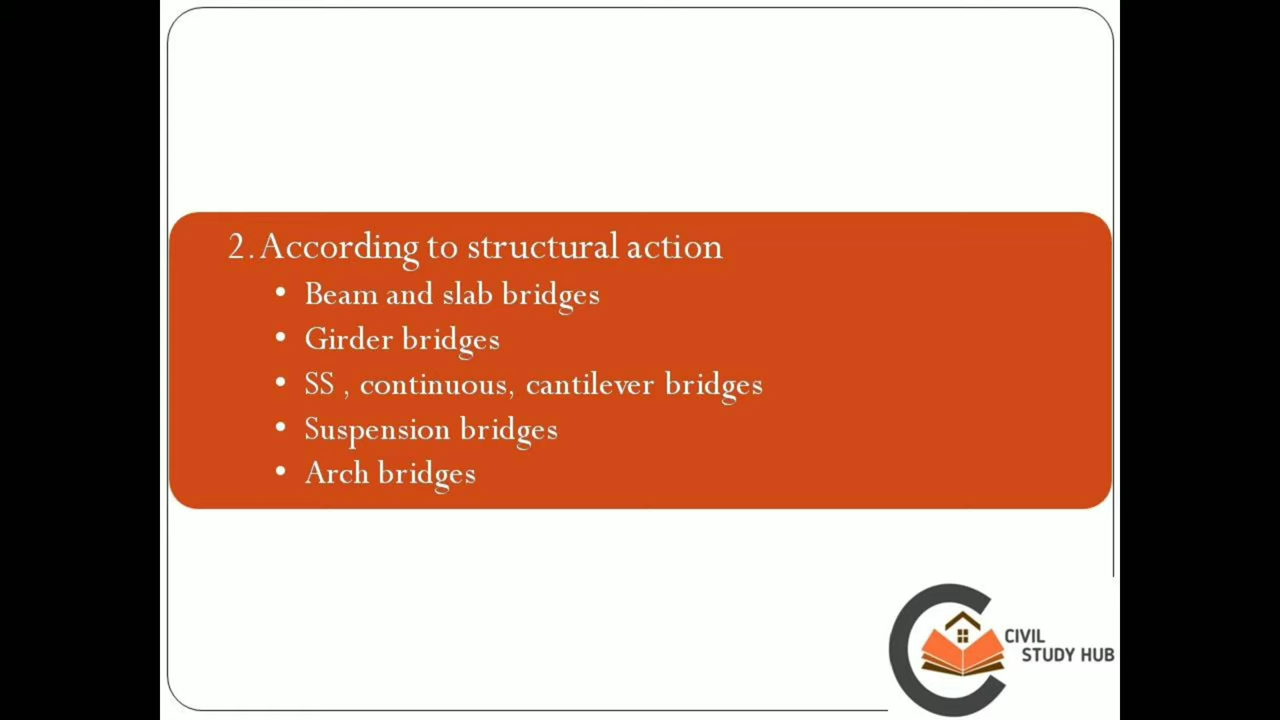 2. According to structural action
• Beam and slab bridges
• Girder bridges
• SS , continuous, cantilever bridges
• Suspension bridges
• Arch bridges
CIVIL
STUDY HUB